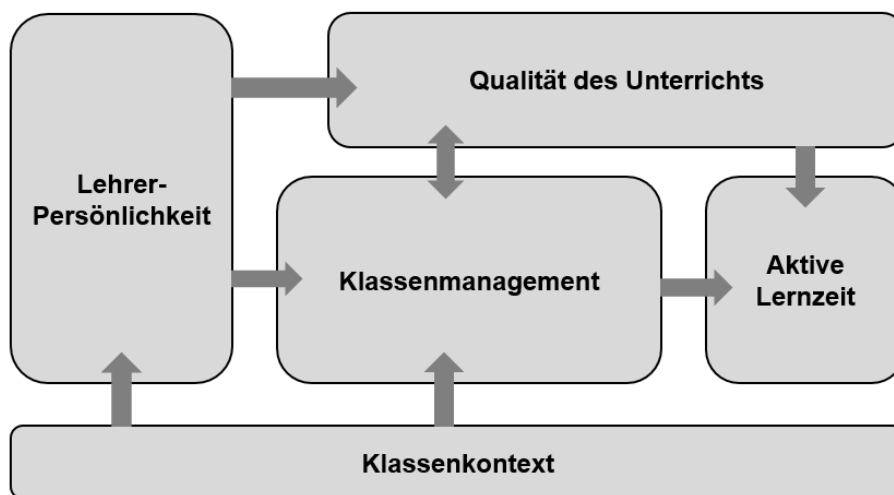 Qualität des Unterrichts
Lehrer-
Persönlichkeit
Klassenmanagement
Aktive
Lernzeit
Klassenkontext